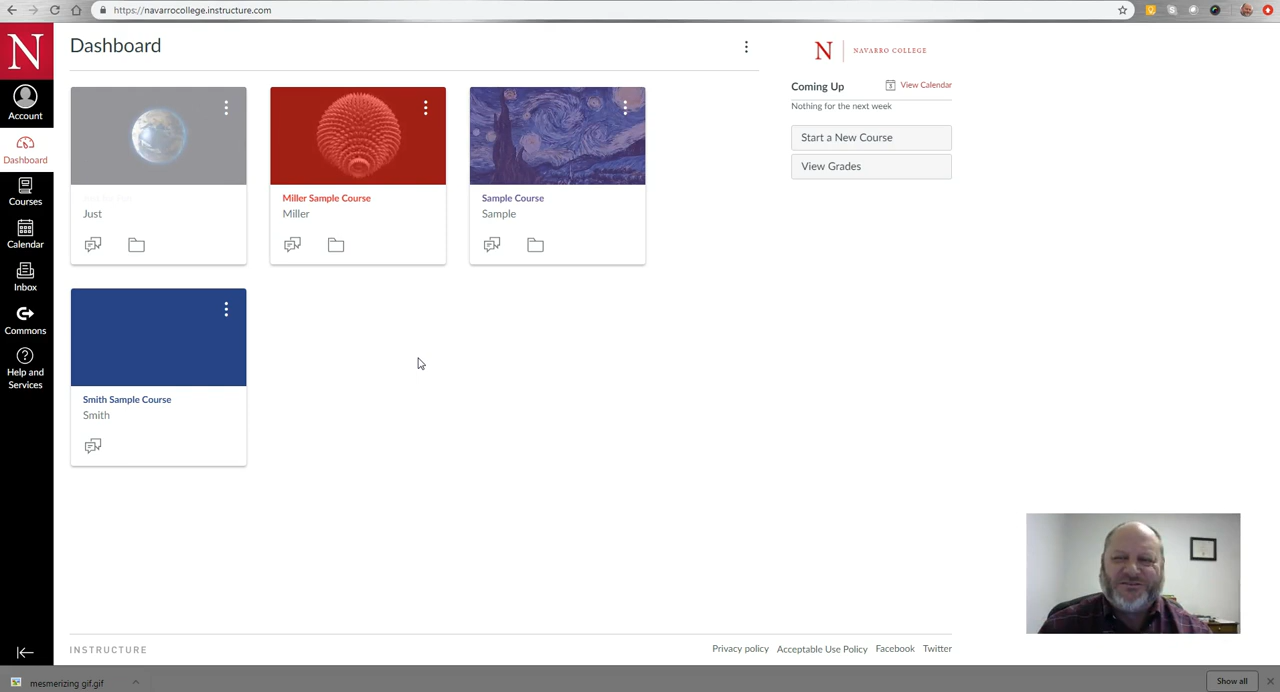 https://navarrocollege.instructure.com
N
Dashboard
N NAVARRO COLLEGE
Account
Dashboard
Courses
Calendar
Inbox
Commons
Help and
Services
Just
Miller Sample Course
Miller
Sample Course
Sample
Smith Sample Course
Smith
Coming Up
View Calendar
Nothing for the next week
Start a New Course
View Grades
INSTRUCTURE
Privacy policy Acceptable Use Policy Facebook Twitter
mesmerizing gif.gif
Show all